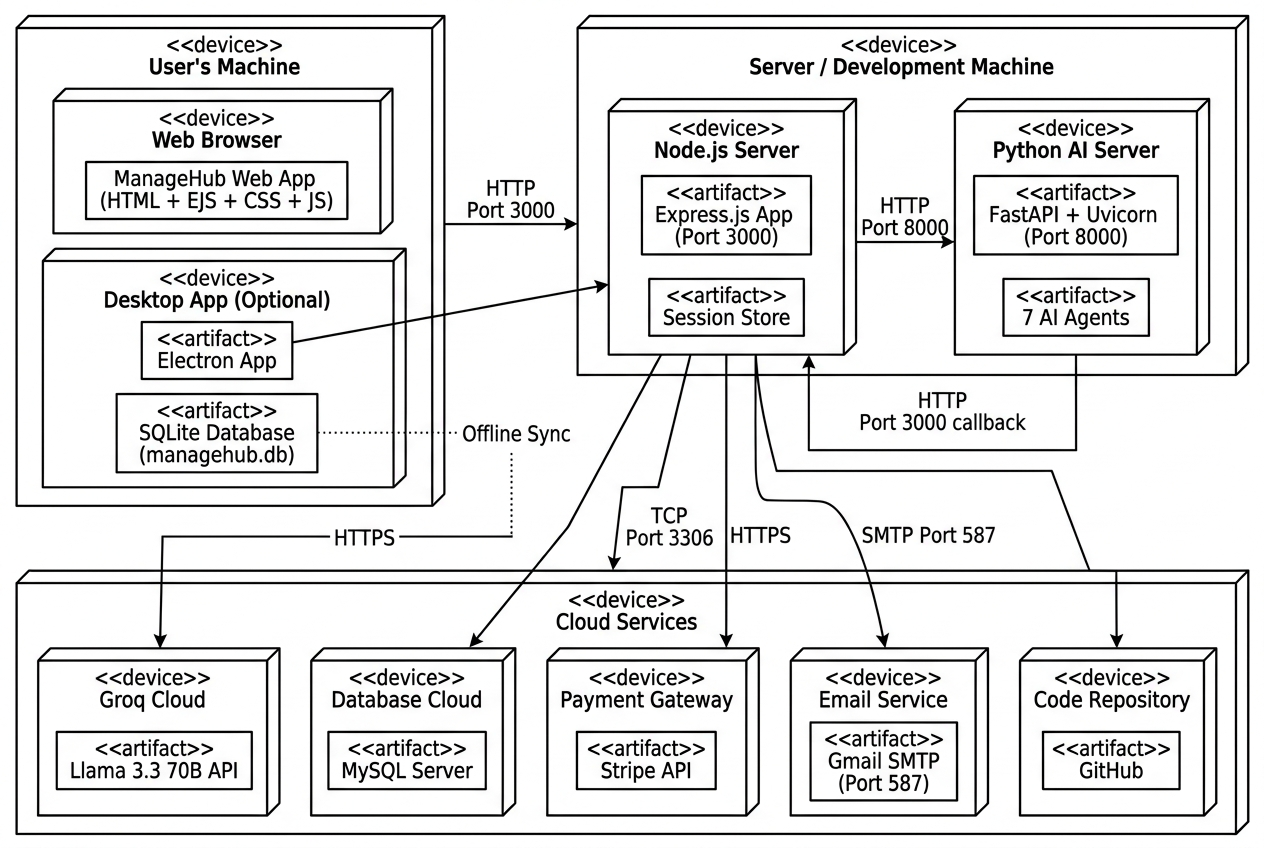 <<device>>
User's Machine
<<device>>
Web Browser
ManageHub Web App
(HTML + EJS + CSS + JS)
<<device>>
Desktop App (Optional)
<<artifact>>
Electron App
<<artifact>>
SQLite Database
(managehub.db)
HTTP
Port 3000
Offline Sync
HTTPS
<<device>>
Server / Development Machine
<<device>>
Node.js Server
<<artifact>>
Express.js App
(Port 3000)
<<artifact>>
Session Store
HTTP
Port 8000
<<device>>
Python AI Server
<<artifact>>
FastAPI + Uvicorn
(Port 8000)
<<artifact>>
7 AI Agents
HTTP
Port 3000 callback
TCP
Port 3306
HTTPS
SMTP Port 587
<<device>>
Cloud Services
<<device>>
Groq Cloud
<<artifact>>
Llama 3.3 70B API
<<device>>
Database Cloud
<<artifact>>
MySQL Server
<<device>>
Payment Gateway
<<artifact>>
Stripe API
<<device>>
Email Service
<<artifact>>
Gmail SMTP
(Port 587)
<<device>>
Code Repository
<<artifact>>
GitHub